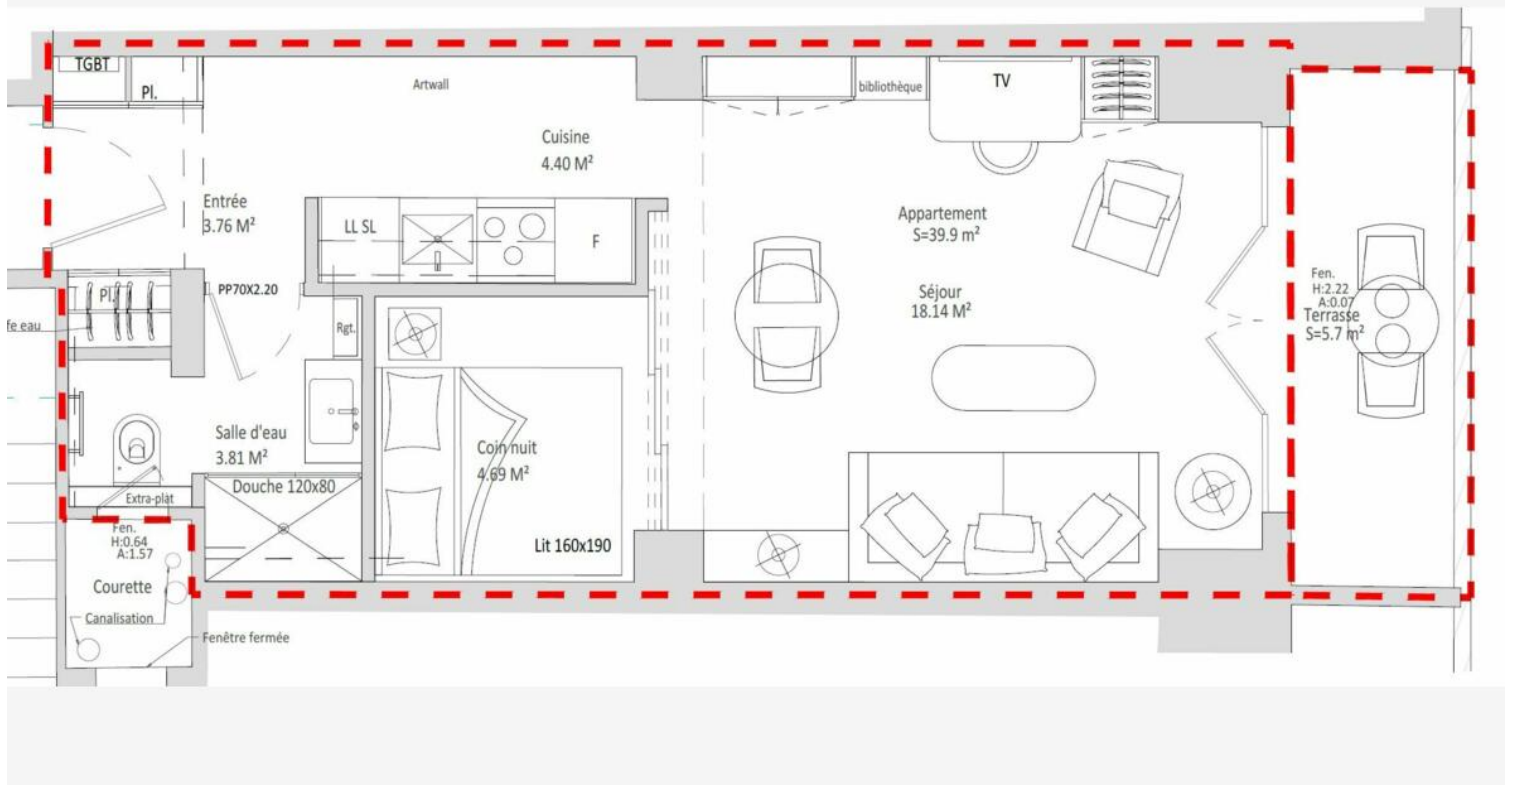 TGBT
Pl.
Artwall
bibliothèque
TV
Cuisine
4.40 M²
Entrée
3.76 M²
LL SL
F
Appartement
S=39.9 m²
Pl.
PP70X2.20
Rgt.
Séjour
18.14 M²
Fen.
H:2.22
A:0.07
Terrasse
S=5.7 m²
fe eau
Salle d'eau
3.81 M²
Coin nuit
4.69 M²
Douche 120x80
Extra-plat
Lit 160x190
Fen.
H:0.64
A:1.57
Courette
Canalisation
Fenêtre fermée